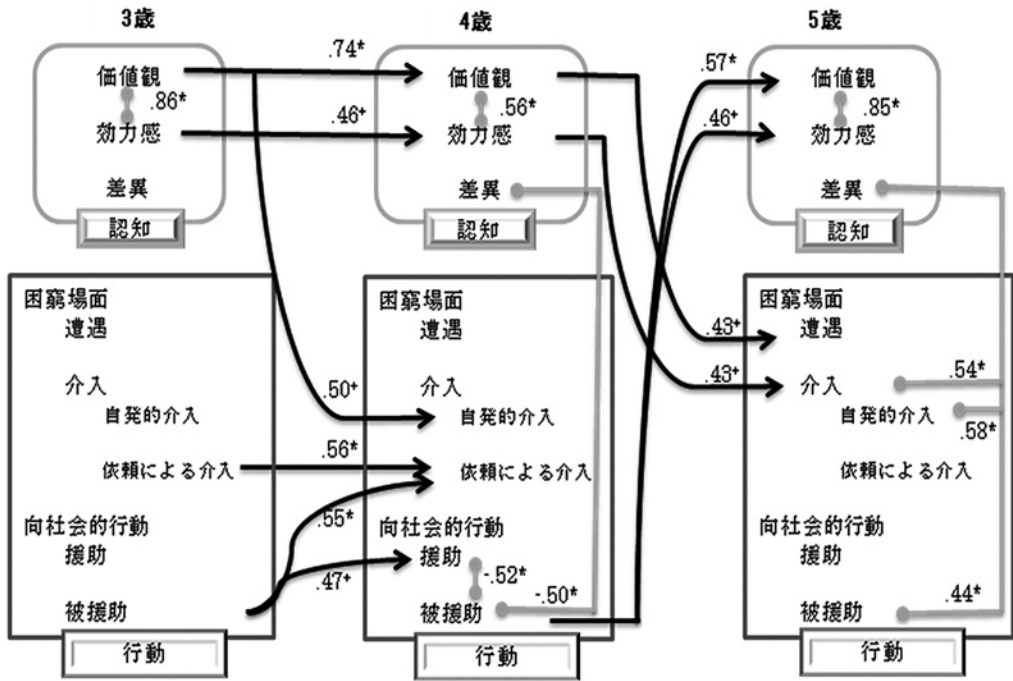 3歳
4歳
5歳
価値観
.86*
効力感
差異
認知
.74*
.46⁺
価値観
.56*
効力感
差異
認知
.57*
.46⁺
価値観
.85*
効力感
差異
認知
困窮場面
遭遇
介入
自発的介入
依頼による介入
向社会的行動
援助
被援助
行動
.50⁺
.56*
.55*
.47⁺
困窮場面
遭遇
介入
自発的介入
依頼による介入
向社会的行動
援助
-.52*
-.50*
被援助
行動
.43⁺
.43⁺
困窮場面
遭遇
介入
.54*
自発的介入
.58*
依頼による介入
向社会的行動
援助
被援助
.44*
行動